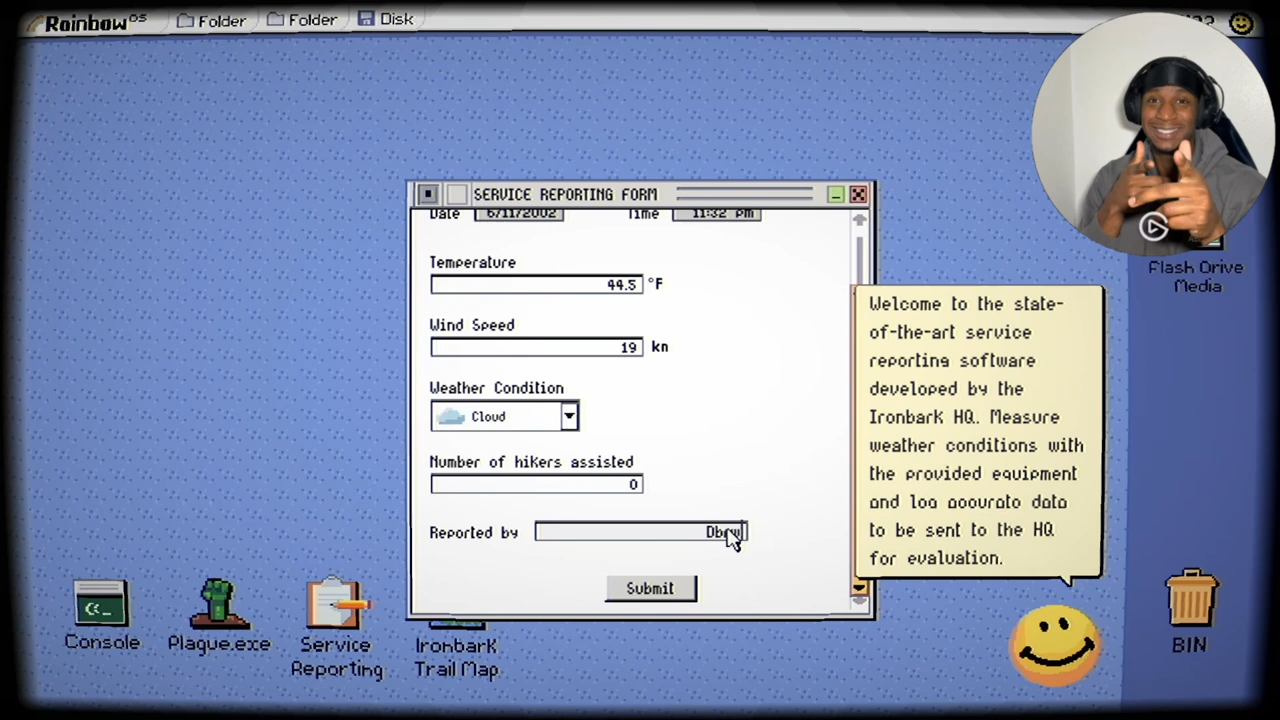 RainbowOS
Folder
Folder
Disk
SERVICE REPORTING FORM
Date 6/11/2002 Time 11:32 pm
Temperature
44.5 °F
Wind Speed
19 kn
Weather Condition
Cloud
Number of hikers assisted
0
Reported by
Submit
Welcome to the state-
of-the-art service
reporting software
developed by the
Ironbark HQ. Measure
weather conditions with
the provided equipment
and log accurate data
to be sent to the HQ
for evaluation.
Flash Drive
Media
Console
Plague.exe
Service
Reporting
Ironbark
Trail Map
BIN